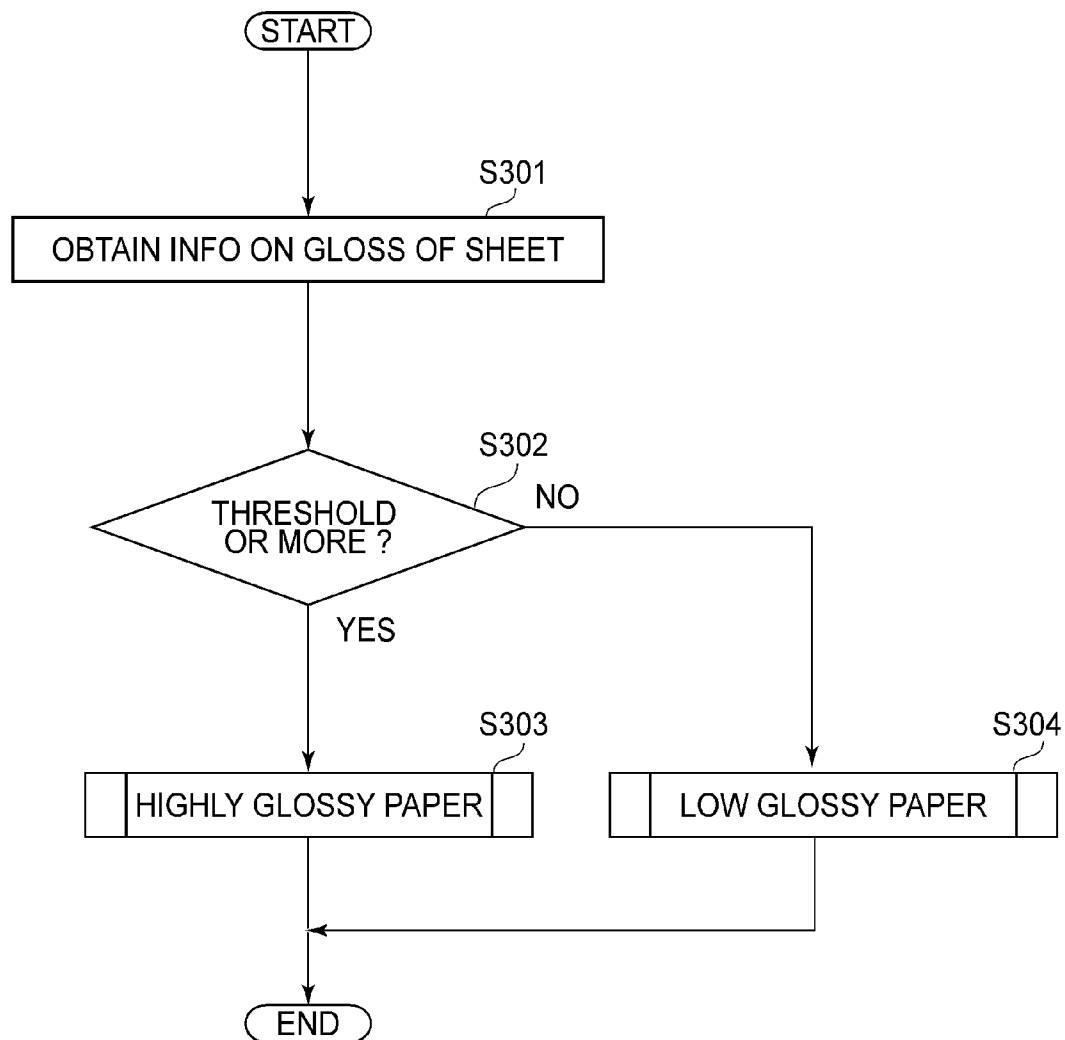 START
S301
OBTAIN INFO ON GLOSS OF SHEET
S302
THRESHOLD
OR MORE ?
NO
YES
S303
HIGHLY GLOSSY PAPER
S304
LOW GLOSSY PAPER
END